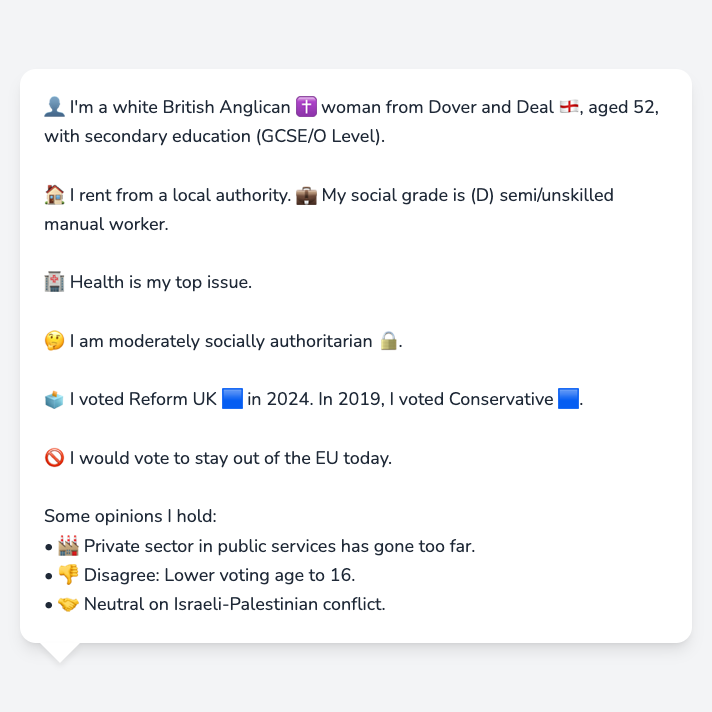 👤 I'm a white British Anglican ✝️ woman from Dover and Deal 🏴󠁧󠁢󠁥󠁮󠁧󠁿, aged 52,
with secondary education (GCSE/O Level).
🏠 I rent from a local authority. 💼 My social grade is (D) semi/unskilled
manual worker.
🏥 Health is my top issue.
🤔 I am moderately socially authoritarian 🔒.
🗳️ I voted Reform UK 🟦 in 2024. In 2019, I voted Conservative 🟦.
🚫 I would vote to stay out of the EU today.
Some opinions I hold:
• 🏭 Private sector in public services has gone too far.
• 👎 Disagree: Lower voting age to 16.
• 🤝 Neutral on Israeli-Palestinian conflict.